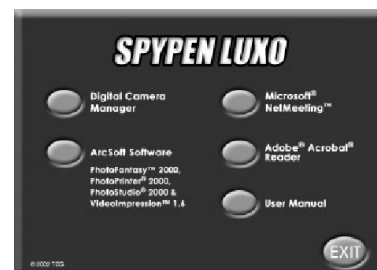 SPYPEN LUXO
Digital Camera
Manager
Microsoft®
NetMeeting™
ArcSoft Software
PhotoFantasy™ 2000,
PhotoPrinter® 2000,
PhotoStudio® 2000 &
VideoImpression™ 1.6
Adobe® Acrobat®
Reader
User Manual
EXIT